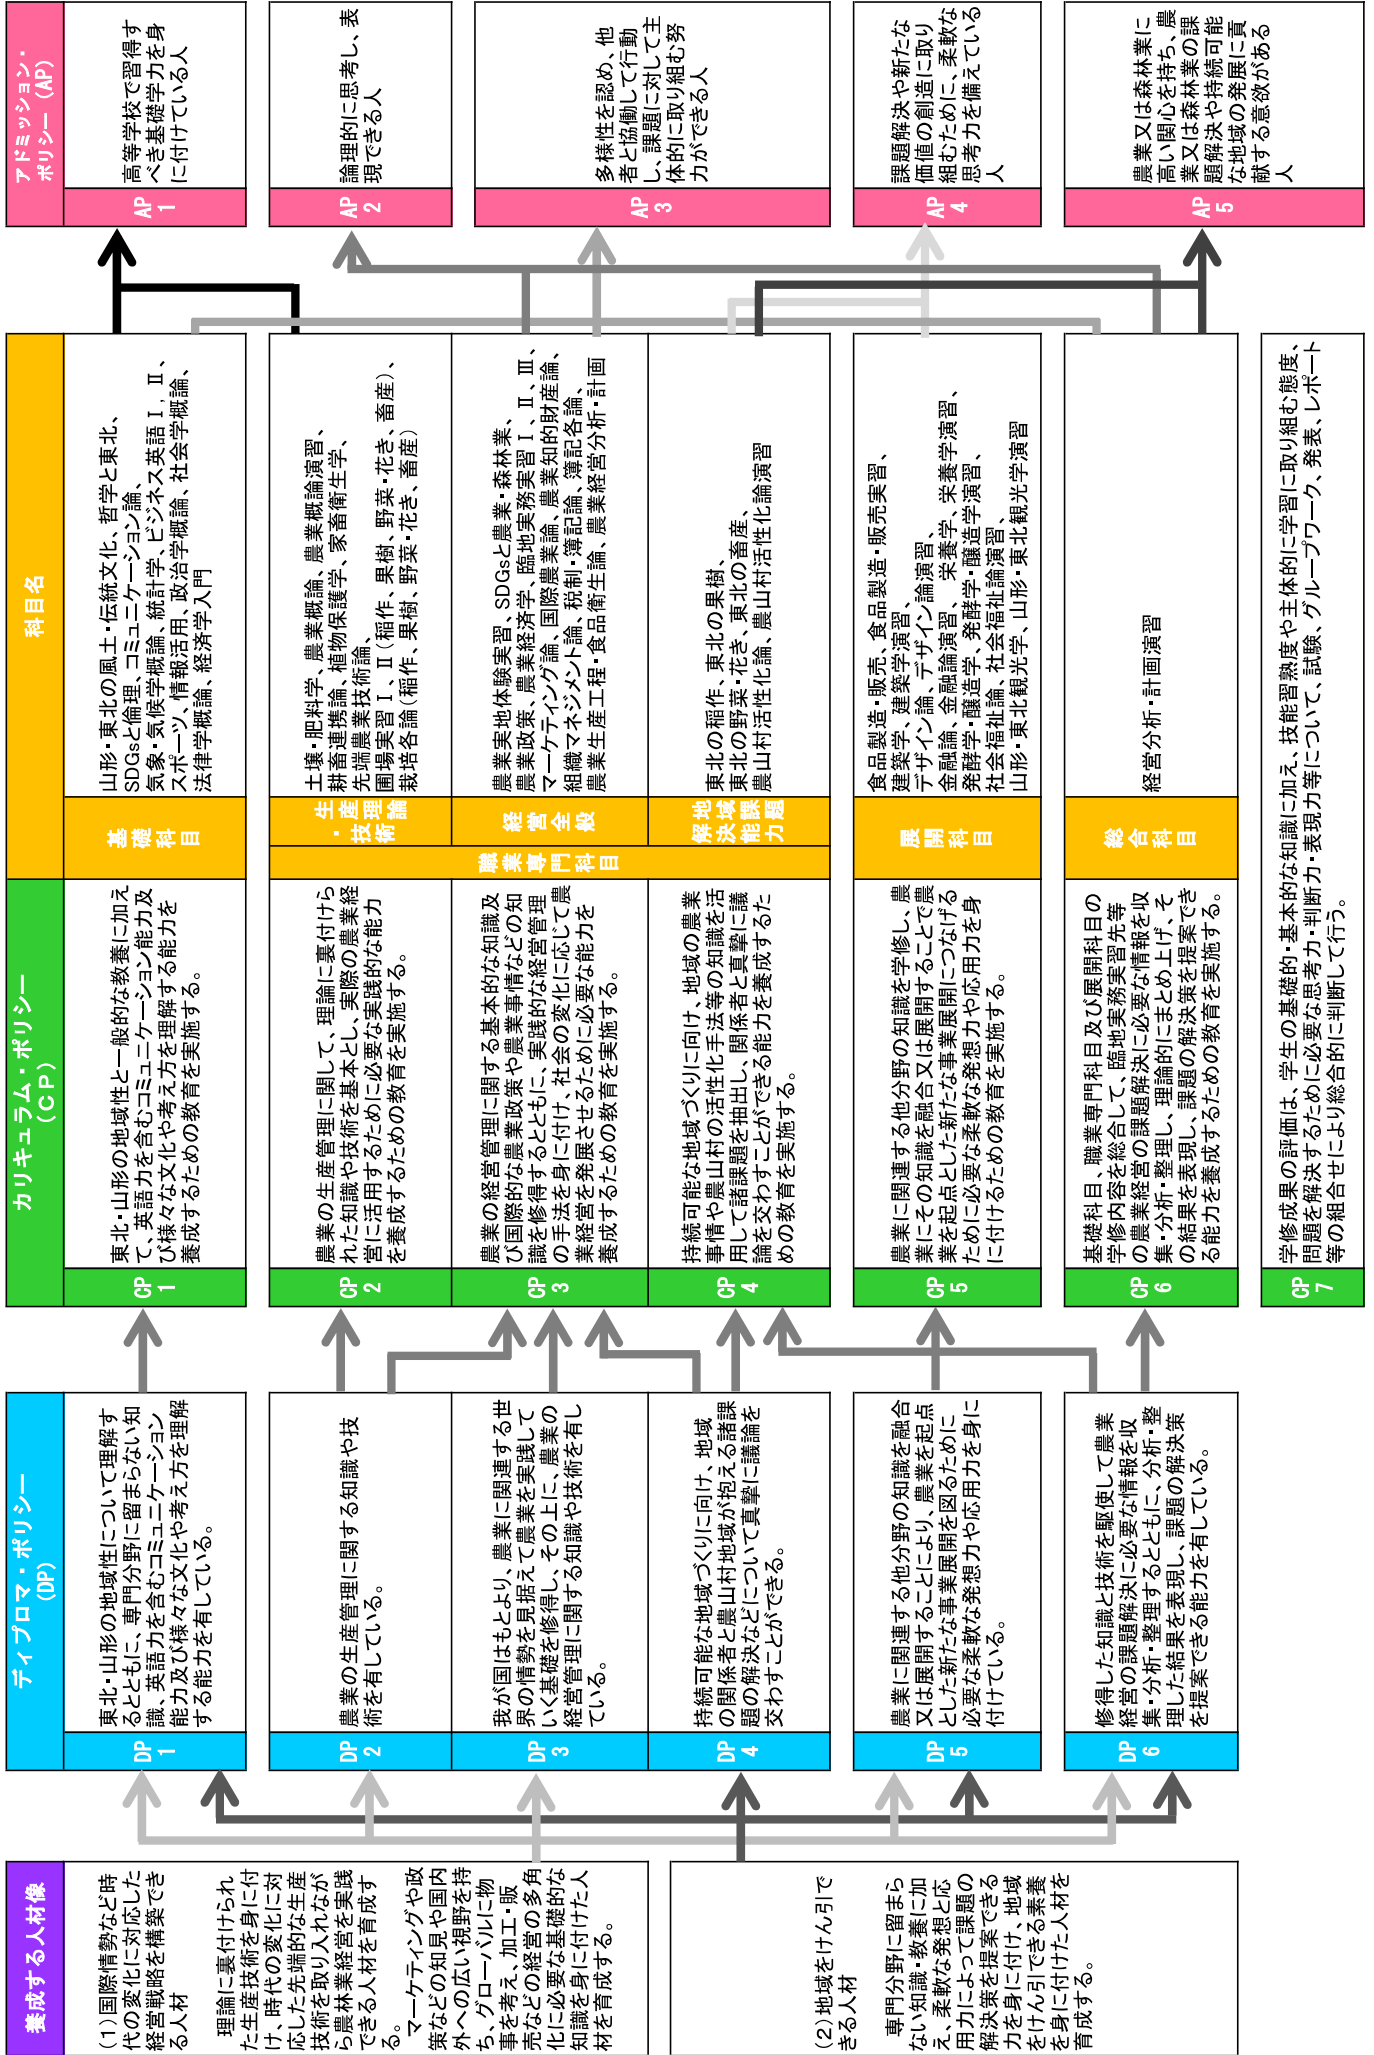 養成する人材像
(1)国際情勢など時
代の変化に対応した
経営戦略を構築でき
る人材
理論に裏付けられ
た生産技術を身に付
け、時代の変化に対
応した先端的な生産
技術を取り入れなが
ら農林業経営を実践
できる人材を育成す
る。
マーケティングや政
策などの知見や国内
外への広い視野を持
ち、グローバルに物
事を考え、加工・販
売などの経営の多角
化に必要な基礎的な
知識を身に付けた人
材を育成する。
(2)地域をけん引で
きる人材
専門分野に留まら
ない知識・教養に加
え、柔軟な発想と応
用力によって課題の
解決策を提案できる
力を身に付け、地域
をけん引できる素養
を身に付けた人材を
育成する。
ディプロマ・ポリシー
(DP)
DP
1
東北・山形の地域性について理解す
るとともに、専門分野に留まらない知
識、英語力を含むコミュニケーション
能力及び様々な文化や考え方を理解
する能力を有している。
DP
2
農業の生産管理に関する知識や技
術を有している。
DP
3
我が国はもとより、農業に関連する世
界の情勢を見据えて農業を実践して
いく基礎を修得し、その上に、農業の
経営管理に関する知識や技術を有し
ている。
DP
4
持続可能な地域づくりに向け、地域
の関係者と農山村地域が抱える諸課
題の解決などについて真摯に議論を
交わすことができる。
DP
5
農業に関連する他分野の知識を融合
又は展開することにより、農業を起点
とした新たな事業展開を図るために
必要な柔軟な発想力や応用力を身に
付けている。
DP
6
修得した知識と技術を駆使して農業
経営の課題解決に必要な情報を収
集・分析・整理するとともに、分析・整
理した結果を表現し、課題の解決策
を提案できる能力を有している。
カリキュラム・ポリシー
(CP)
CP
1
東北・山形の地域性と一般的な教養に加え
て、英語力を含むコミュニケーション能力及
び様々な文化や考え方を理解する能力を
養成するための教育を実施する。
CP
2
農業の生産管理に関して、理論に裏付けら
れた知識や技術を基本とし、実際の農業経
営に活用するために必要な実践的な能力
を養成するための教育を実施する。
CP
3
農業の経営管理に関する基本的な知識及
び国際的な農業政策や農業事情などの知
識を修得するとともに、実践的な経営管理
の手法を身に付け、社会の変化に応じて農
業経営を発展させるために必要な能力を
養成するための教育を実施する。
CP
4
持続可能な地域づくりに向け、地域の農業
事情や農山村の活性化手法等の知識を活
用して諸課題を抽出し、関係者と真摯に議
論を交わすことができる能力を養成するた
めの教育を実施する。
CP
5
農業に関連する他分野の知識を学修し、農
業にその知識を融合又は展開することで農
業を起点とした新たな事業展開につなげる
ために必要な柔軟な発想力や応用力を身
に付けるための教育を実施する。
CP
6
基礎科目、職業専門科目及び展開科目の
学修内容を総合して、臨地実務実習先等
の農業経営の課題解決に必要な情報を収
集・分析・整理し、理論的にまとめ上げ、そ
の結果を表現し、課題の解決策を提案でき
る能力を養成するための教育を実施する。
CP
7
学修成果の評価は、学生の基礎的・基本的な知識に加え、技能習熟度や主体的に学習に取り組む態度、
問題を解決するために必要な思考力・判断力・表現力等について、試験、グループワーク、発表、レポート
等の組合せにより総合的に判断して行う。
科目名
基礎
科目
山形・東北の風土・伝統文化、哲学と東北、
SDGsと倫理、コミュニケーション論、
気象・気候学概論、統計学、ビジネス英語Ⅰ,Ⅱ、
スポーツ、情報活用、政治学概論、社会学概論、
法律学概論、経済学入門
職業専門科目
生産理論
・技術
土壌・肥料学、農業概論、農業概論演習、
耕畜連携論、植物保護学、家畜衛生学、
先端農業技術論、
圃場実習Ⅰ、Ⅱ(稲作、果樹、野菜・花き、畜産)、
栽培各論(稲作、果樹、野菜・花き、畜産)
経営全般
農業実地体験実習、SDGsと農業・森林業、
農業政策、農業経済学、臨地実務実習Ⅰ、Ⅱ、Ⅲ、
マーケティング論、国際農業論、農業知的財産論、
組織マネジメント論、税制・簿記論、簿記各論、
農業生産工程・食品衛生論、農業経営分析・計画
地域課題
解決能力
東北の稲作、東北の果樹、
東北の野菜・花き、東北の畜産、
農山村活性化論、農山村活性化論演習
展開
科目
食品製造・販売、食品製造・販売実習、
建築学、建築学演習、
デザイン論、デザイン論演習、
金融論、金融論演習、栄養学、栄養学演習、
発酵学・醸造学、発酵学・醸造学演習、
社会福祉論、社会福祉論演習、
山形・東北観光学、山形・東北観光学演習
総合
科目
経営分析・計画演習
アドミッション・
ポリシー(AP)
AP
1
高等学校で習得す
べき基礎学力を身
に付けている人
AP
2
論理的に思考し、表
現できる人
AP
3
多様性を認め、他
者と協働して行動
し、課題に対して主
体的に取り組む努
力ができる人
AP
4
課題解決や新たな
価値の創造に取り
組むために、柔軟な
思考力を備えている
人
AP
5
農業又は森林業に
高い関心を持ち、農
業又は森林業の課
題解決や持続可能
な地域の発展に貢
献する意欲がある
人